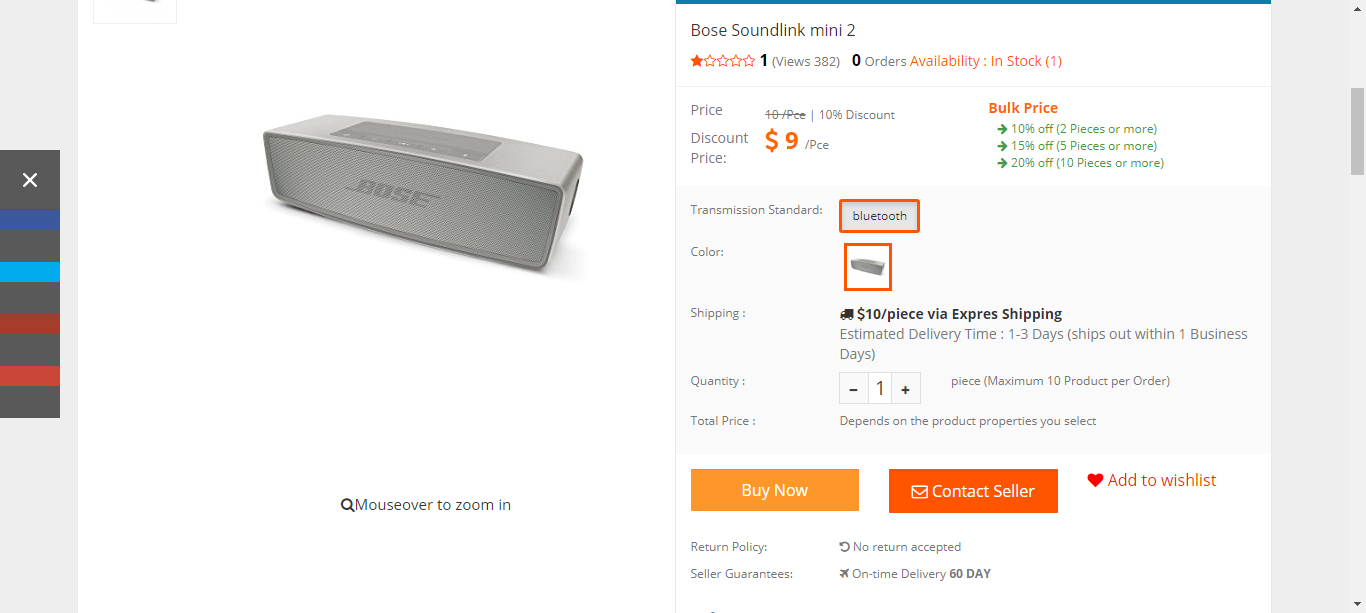 Bose Soundlink mini 2
1 (Views 382) 0 Orders Availability : In Stock (1)
Price
10 /Pce | 10% Discount
Discount
Price:
$ 9 /Pce
Bulk Price
10% off (2 Pieces or more)
15% off (5 Pieces or more)
20% off (10 Pieces or more)
BOSE
×
Transmission Standard:
bluetooth
Color:
Shipping :
$10/piece via Expres Shipping
Estimated Delivery Time : 1-3 Days (ships out within 1 Business
Days)
Quantity :
– 1 +
piece (Maximum 10 Product per Order)
Total Price :
Depends on the product properties you select
Buy Now
Contact Seller
Add to wishlist
Mouseover to zoom in
Return Policy:
No return accepted
Seller Guarantees:
On-time Delivery 60 DAY